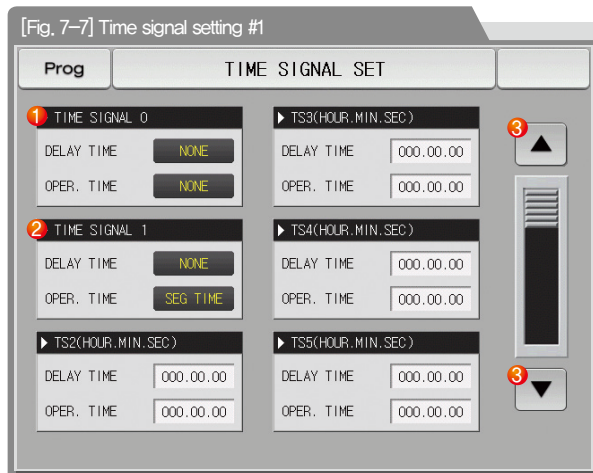 [Fig. 7-7] Time signal setting #1
Prog
TIME SIGNAL SET
1 TIME SIGNAL 0
DELAY TIME NONE
OPER. TIME NONE
2 TIME SIGNAL 1
DELAY TIME NONE
OPER. TIME SEG TIME
▶ TS2(HOUR.MIN.SEC)
DELAY TIME 000.00.00
OPER. TIME 000.00.00
▶ TS3(HOUR.MIN.SEC)
DELAY TIME 000.00.00
OPER. TIME 000.00.00
▶ TS4(HOUR.MIN.SEC)
DELAY TIME 000.00.00
OPER. TIME 000.00.00
▶ TS5(HOUR.MIN.SEC)
DELAY TIME 000.00.00
OPER. TIME 000.00.00
3 ▲
3 ▼